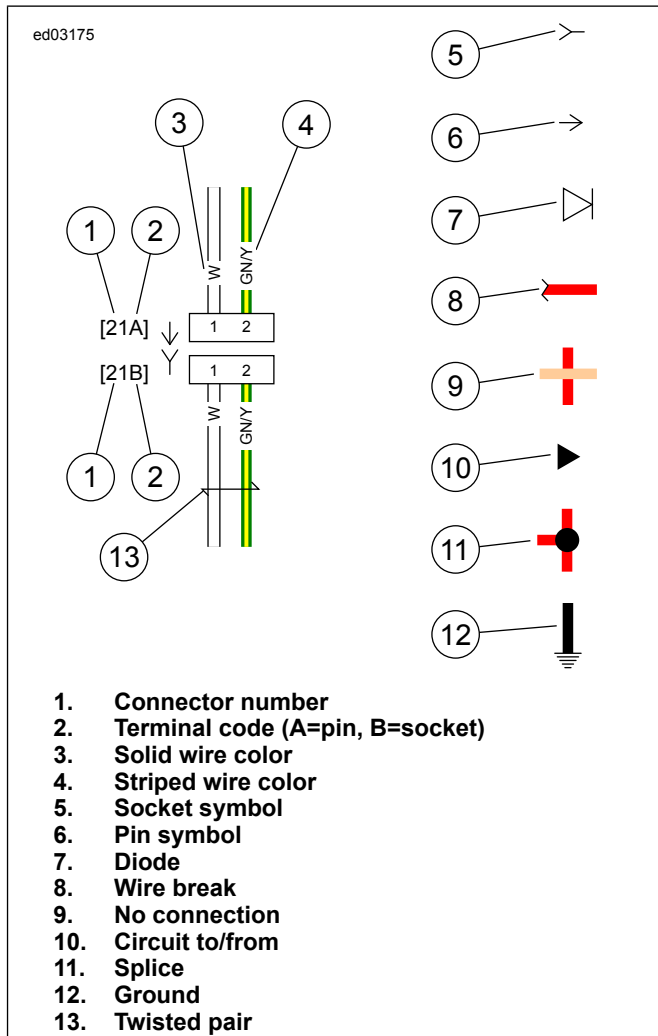 ed03175
5
3 4
6
1 2
7
W GN/Y
8
[21A] 1 2
[21B] 1 2
9
W GN/Y
1 2
10
13
11
12
1. Connector number
2. Terminal code (A=pin, B=socket)
3. Solid wire color
4. Striped wire color
5. Socket symbol
6. Pin symbol
7. Diode
8. Wire break
9. No connection
10. Circuit to/from
11. Splice
12. Ground
13. Twisted pair